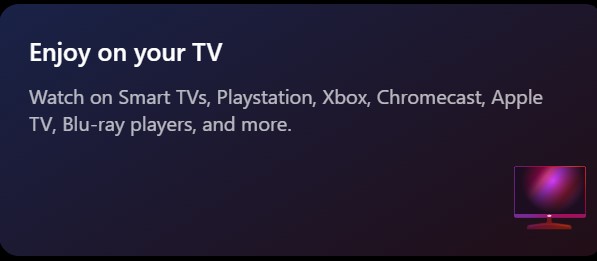 Enjoy on your TV
Watch on Smart TVs, Playstation, Xbox, Chromecast, Apple
TV, Blu-ray players, and more.